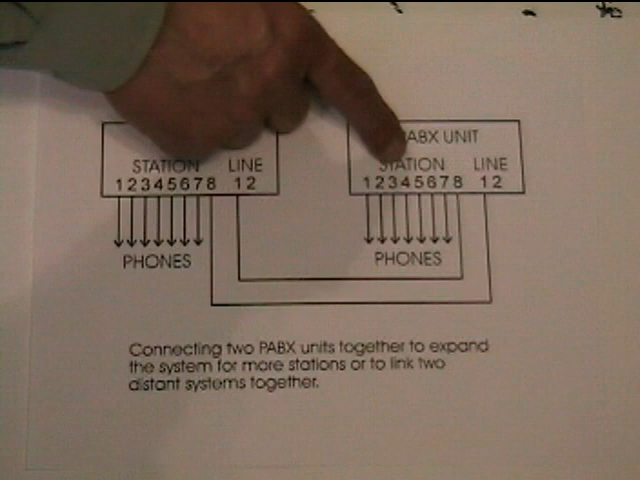 PABX UNIT
STATION LINE
12345678 12
STATION LINE
12345678 12
PHONES
PHONES
Connecting two PABX units together to expand
the system for more stations or to link two
distant systems together.